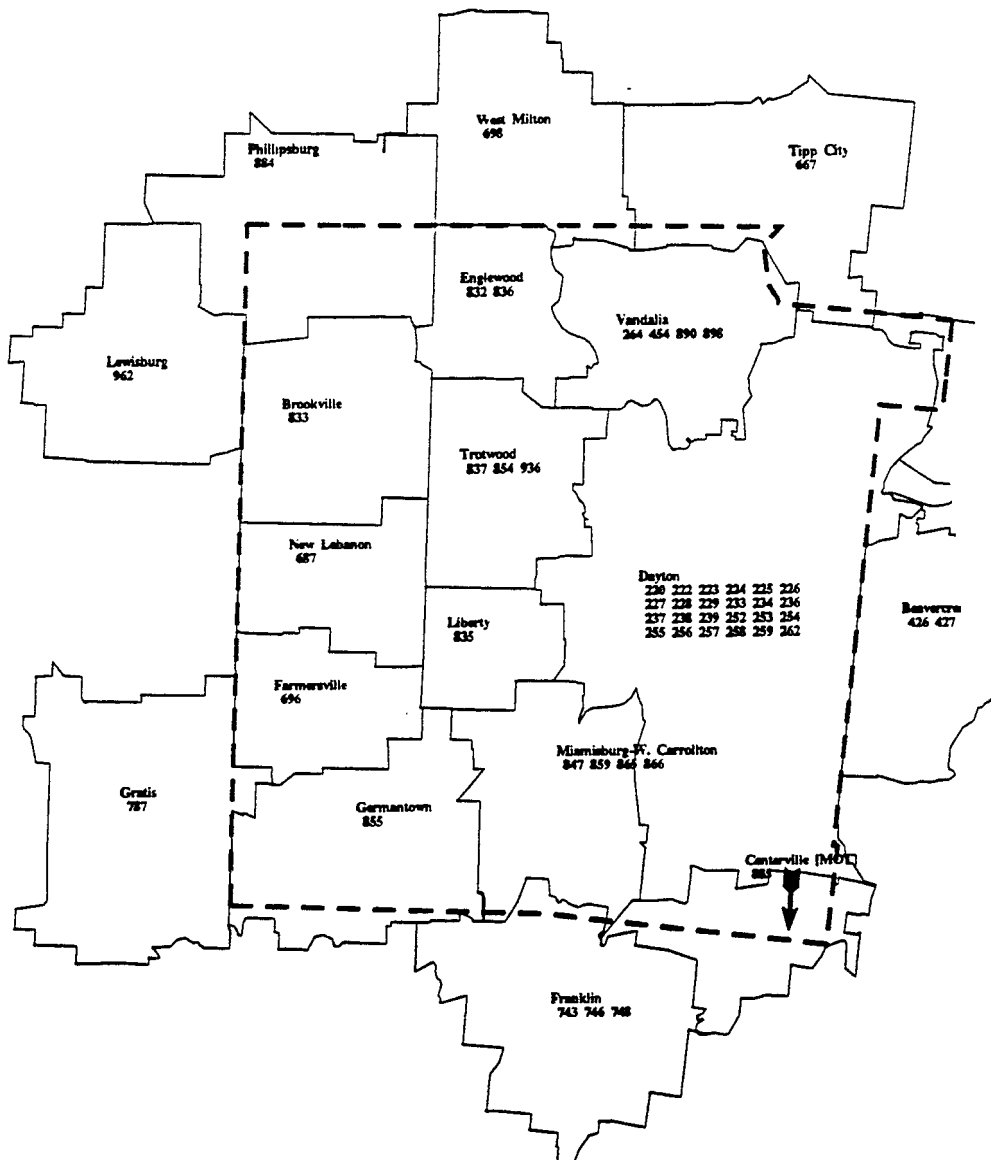 West Milton
698
Phillipsburg
884
Tipp City
667
Englewood
832 836
Vandalia
264 454 890 898
Lewisburg
962
Brookville
833
Trotwood
837 854 936
New Lebanon
687
Dayton
220 222 223 224 225 226
227 228 229 233 234 236
237 238 239 252 253 254
255 256 257 258 259 262
Liberty
835
Beavercre
426 427
Farmersville
696
Miamisburg-W. Carrollton
847 859 865 866
Gratis
787
Germantown
855
Centerville [MOT]
885
Franklin
743 746 748